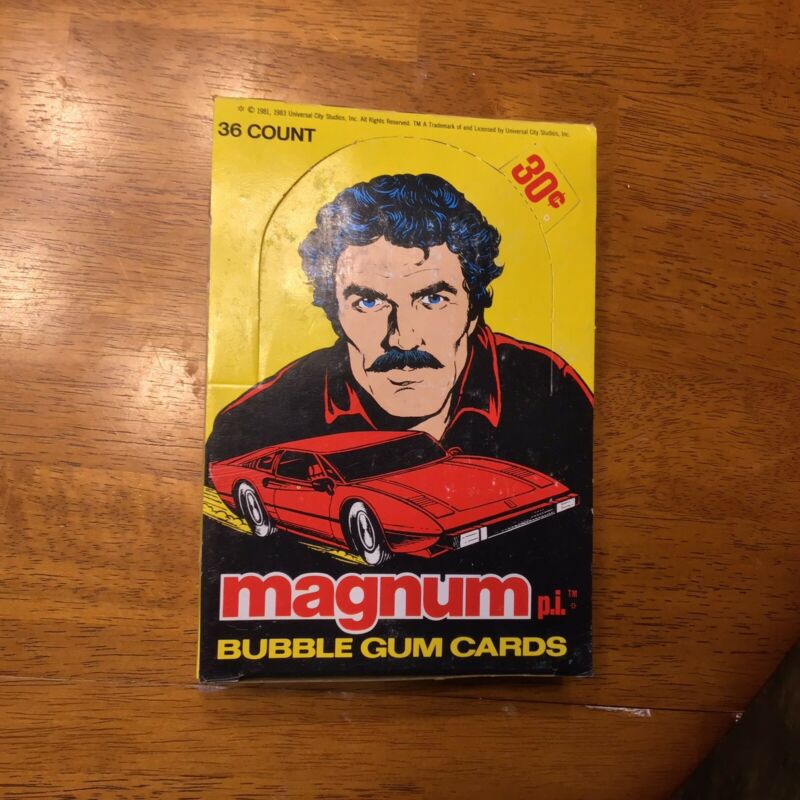 * © 1981, 1983 Universal City Studios, Inc. All Rights Reserved. TM A Trademark of and Licensed by Universal City Studios, Inc.
36 COUNT
30¢
magnum p.i.™ *
BUBBLE GUM CARDS